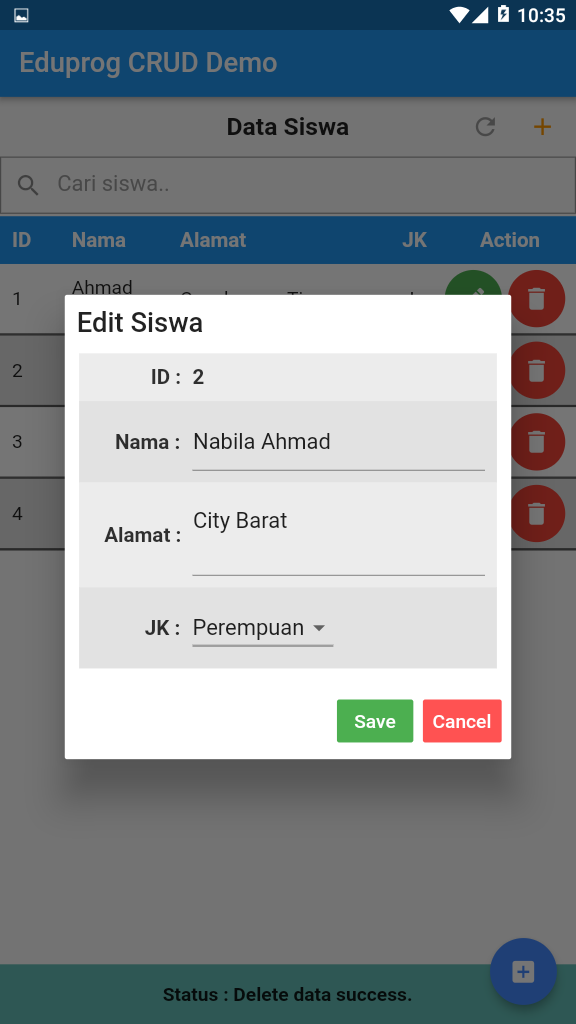 10:35
Eduprog CRUD Demo
Data Siswa
Cari siswa..
ID Nama Alamat JK Action
1 Ahmad
2
3
4
Edit Siswa
ID : 2
Nama : Nabila Ahmad
Alamat : City Barat
JK : Perempuan
Save Cancel
Status : Delete data success.